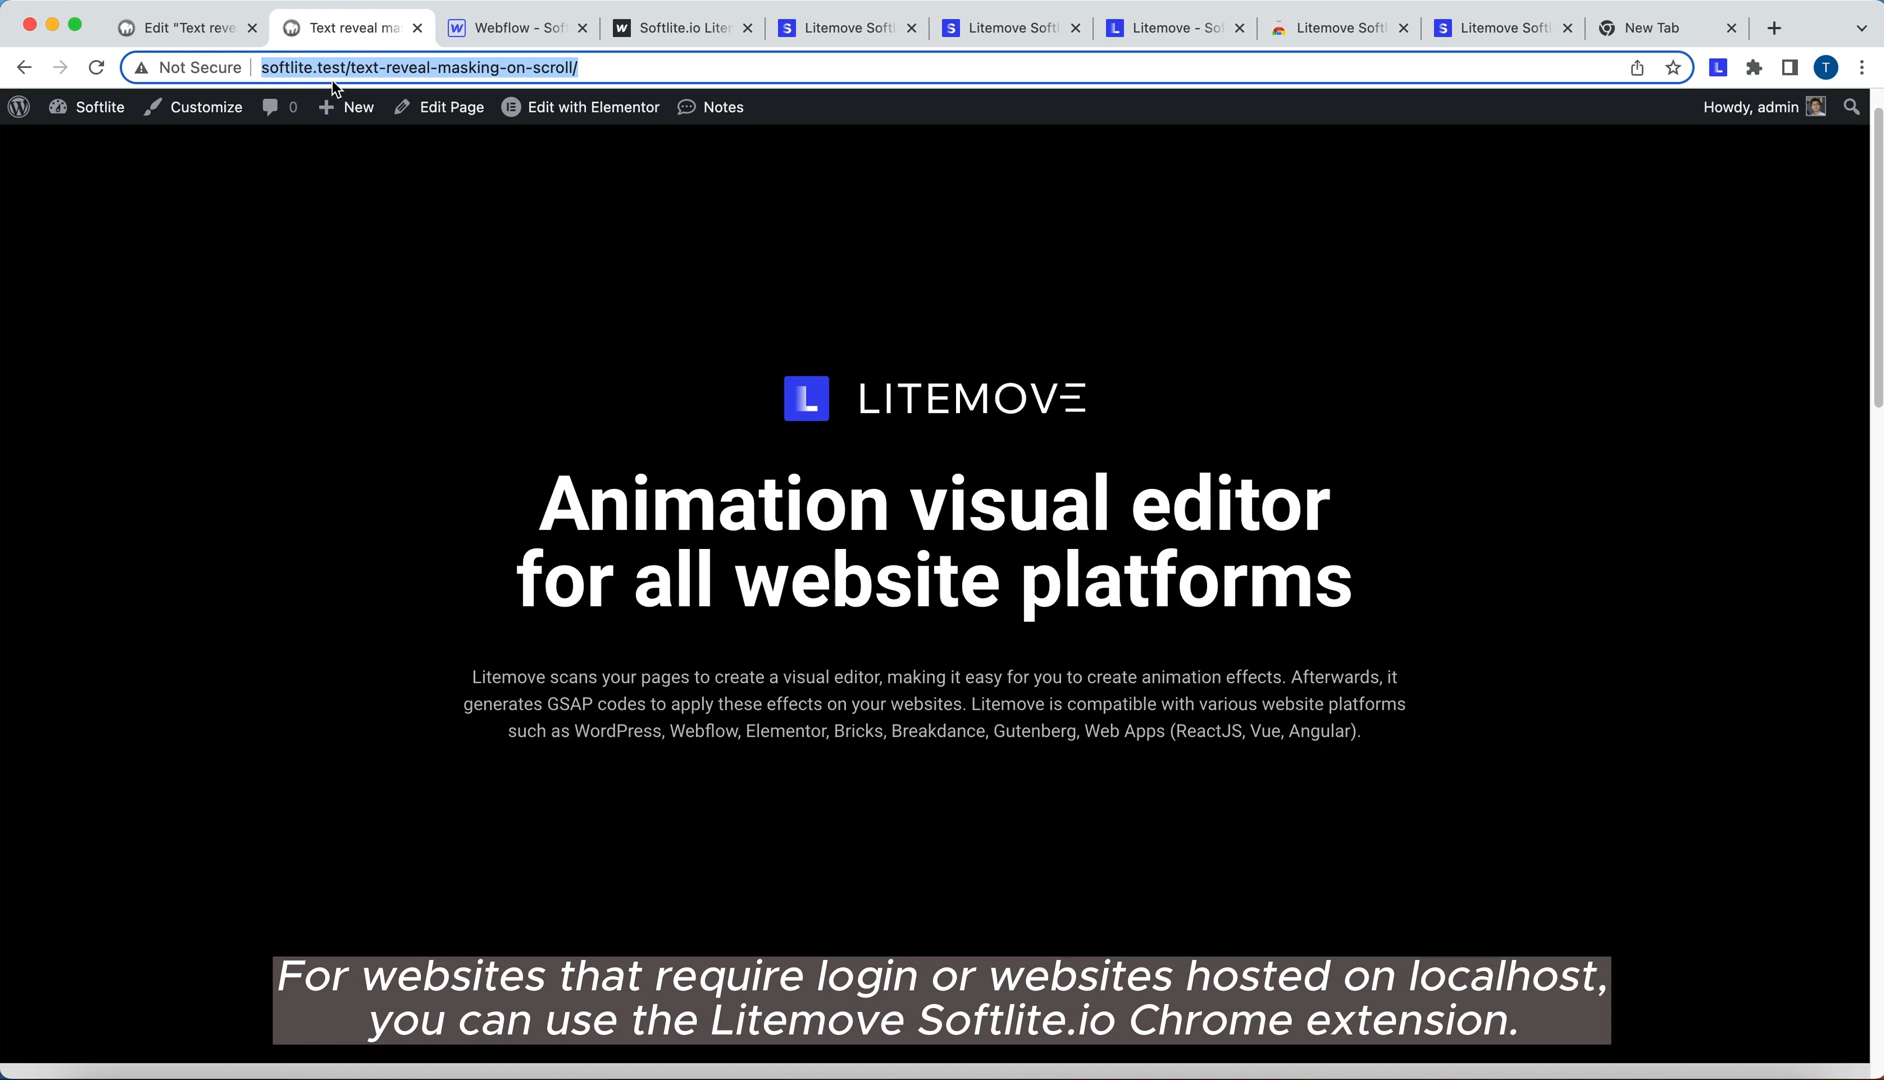 Edit "Text reve
Text reveal ma
Webflow - Sof
Softlite.io Liter
Litemove Softl
Litemove Softl
Litemove - Sof
Litemove Softl
Litemove Softl
New Tab
Not Secure
softlite.test/text-reveal-masking-on-scroll/
T
Softlite
Customize
0
New
Edit Page
Edit with Elementor
Notes
Howdy, admin
L LITEMOVE
Animation visual editor
for all website platforms
Litemove scans your pages to create a visual editor, making it easy for you to create animation effects. Afterwards, it
generates GSAP codes to apply these effects on your websites. Litemove is compatible with various website platforms
such as WordPress, Webflow, Elementor, Bricks, Breakdance, Gutenberg, Web Apps (ReactJS, Vue, Angular).
For websites that require login or websites hosted on localhost,
you can use the Litemove Softlite.io Chrome extension.